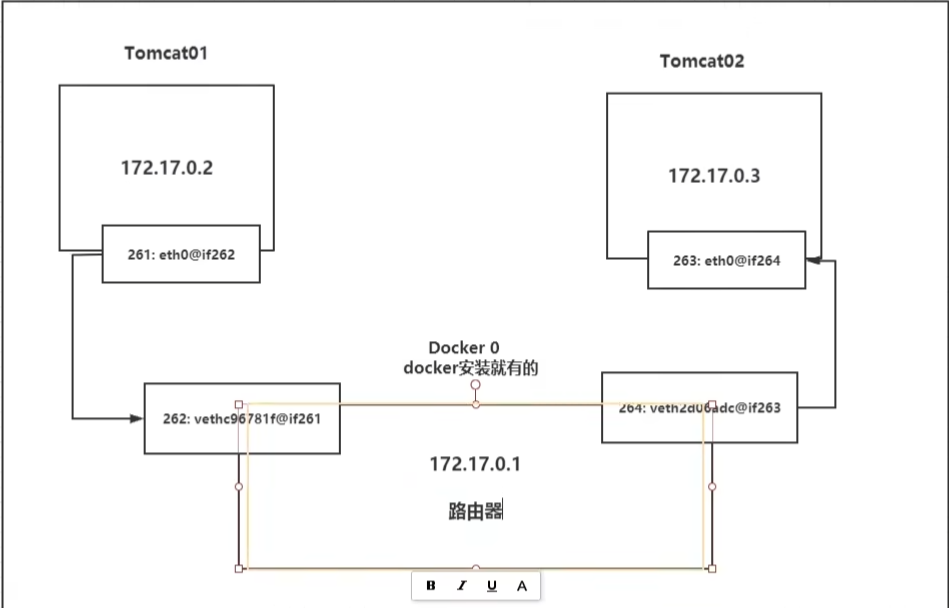 Tomcat01
Tomcat02
172.17.0.2
172.17.0.3
261: eth0@if262
263: eth0@if264
Docker 0
docker安装就有的
262: vethc96781f@if261
264: veth2d06adc@if263
172.17.0.1
路由器
B I U A